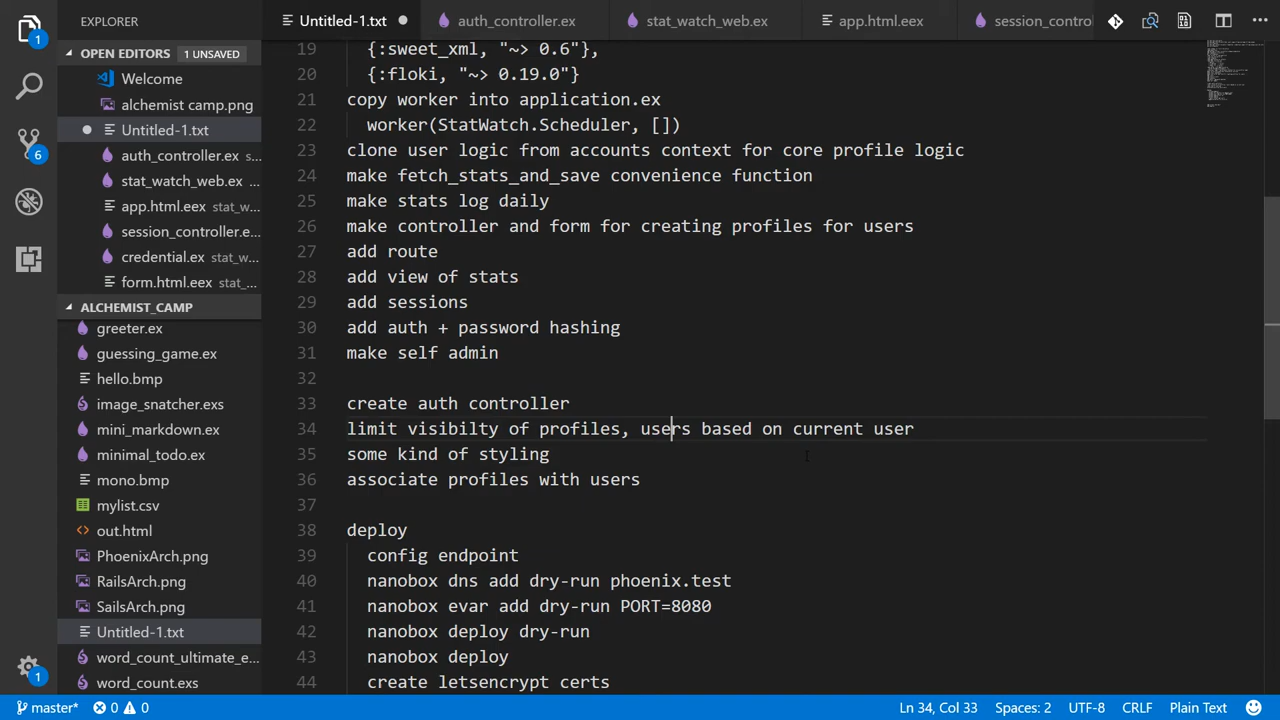 EXPLORER
Untitled-1.txt
auth_controller.ex
stat_watch_web.ex
app.html.eex
session_contro
OPEN EDITORS 1 UNSAVED
Welcome
alchemist camp.png
Untitled-1.txt
auth_controller.ex s...
stat_watch_web.ex ...
app.html.eex stat_w...
session_controller.e...
credential.ex stat_w...
form.html.eex stat_...
ALCHEMIST_CAMP
greeter.ex
guessing_game.ex
hello.bmp
image_snatcher.exs
mini_markdown.ex
minimal_todo.ex
mono.bmp
mylist.csv
out.html
PhoenixArch.png
RailsArch.png
SailsArch.png
Untitled-1.txt
word_count_ultimate_e...
word_count.exs
1
6
1
19 {:sweet_xml, "~> 0.6"},
20 {:floki, "~> 0.19.0"}
21 copy worker into application.ex
22 worker(StatWatch.Scheduler, [])
23 clone user logic from accounts context for core profile logic
24 make fetch_stats_and_save convenience function
25 make stats log daily
26 make controller and form for creating profiles for users
27 add route
28 add view of stats
29 add sessions
30 add auth + password hashing
31 make self admin
32
33 create auth controller
34 limit visibilty of profiles, users based on current user
35 some kind of styling
36 associate profiles with users
37
38 deploy
39 config endpoint
40 nanobox dns add dry-run phoenix.test
41 nanobox evar add dry-run PORT=8080
42 nanobox deploy dry-run
43 nanobox deploy
44 create letsencrypt certs
master* 0 0 Ln 34, Col 33 Spaces: 2 UTF-8 CRLF Plain Text